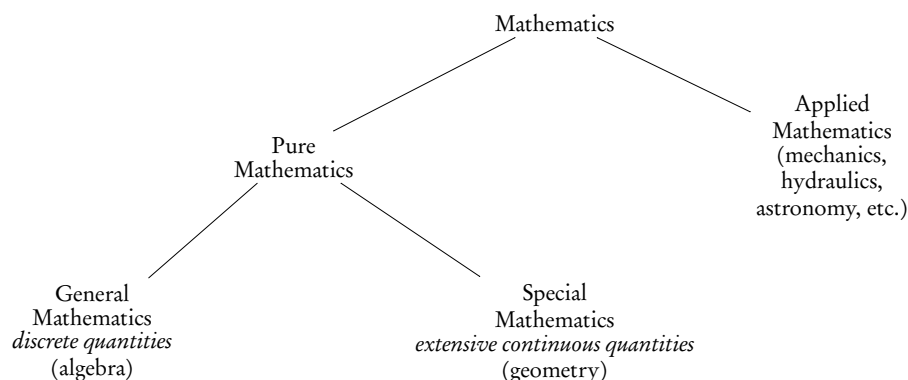 Mathematics
Applied
Mathematics
(mechanics,
hydraulics,
astronomy, etc.)
Pure
Mathematics
General
Mathematics
discrete quantities
(algebra)
Special
Mathematics
extensive continuous quantities
(geometry)